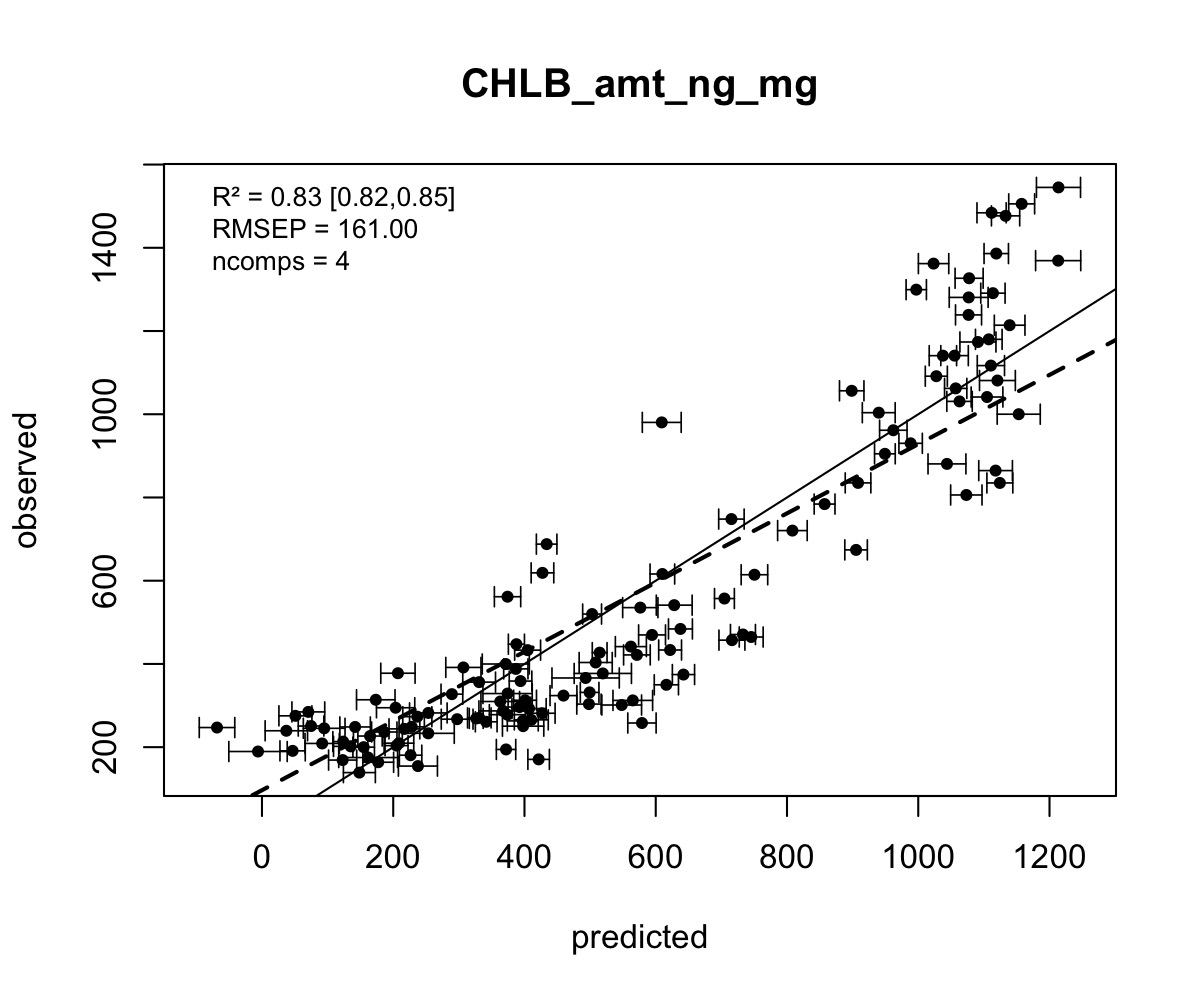 CHLB_amt_ng_mg
R² = 0.83 [0.82,0.85]
RMSEP = 161.00
ncomps = 4
observed
1400
1000
600
200
0 200 400 600 800 1000 1200
predicted